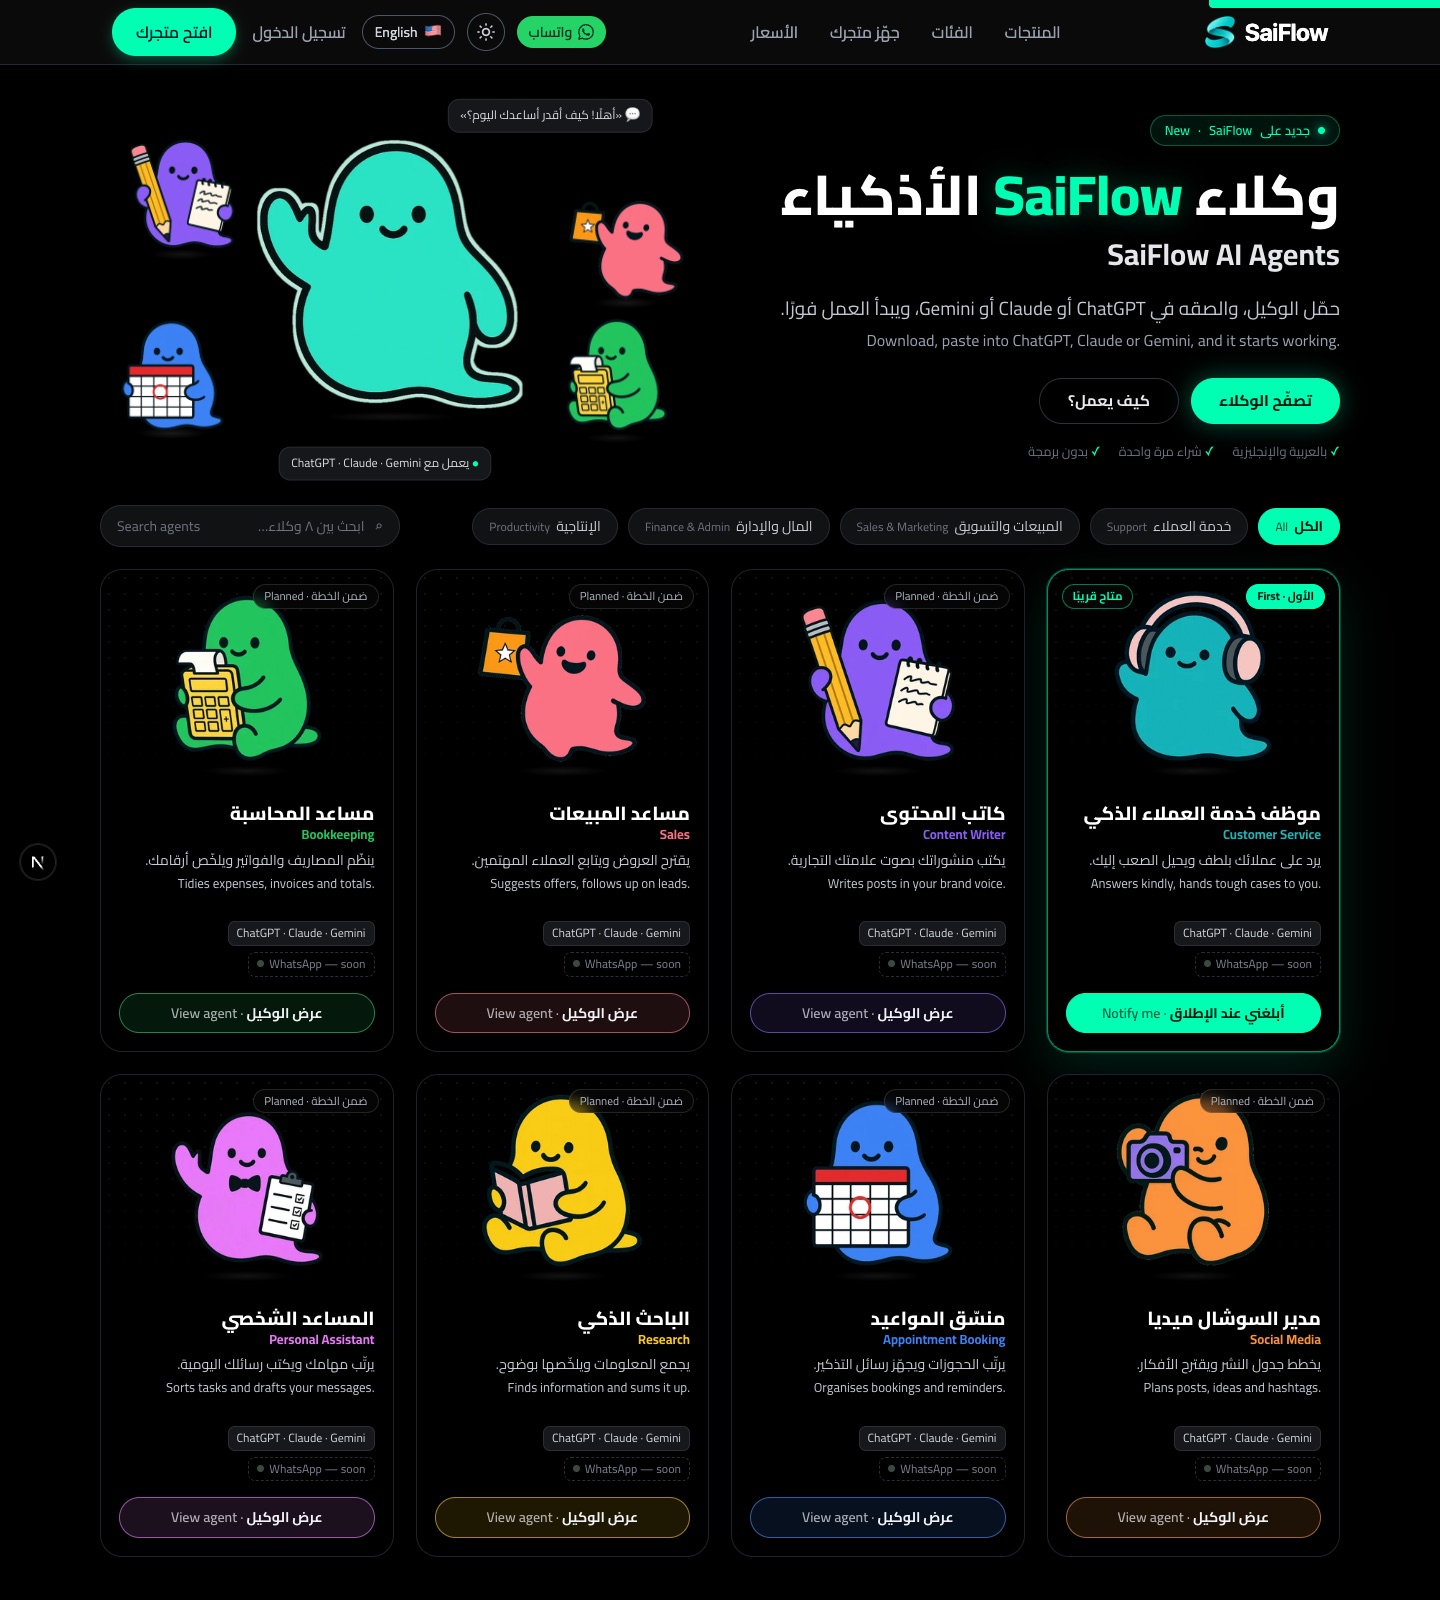 SaiFlow
المنتجات
الفئات
جهّز متجرك
الأسعار
واتساب
English
تسجيل الدخول
افتح متجرك
جديد على SaiFlow · New
وكلاء SaiFlow الأذكياء
SaiFlow AI Agents
حمّل الوكيل، والصقه في ChatGPT أو Claude أو Gemini، ويبدأ العمل فورًا.
Download, paste into ChatGPT, Claude or Gemini, and it starts working.
تصفّح الوكلاء
كيف يعمل؟
✓ بالعربية والإنجليزية
✓ شراء مرة واحدة
✓ بدون برمجة
«أهلًا! كيف أقدر أساعدك اليوم؟»
يعمل مع ChatGPT · Claude · Gemini
الكل All
خدمة العملاء Support
المبيعات والتسويق Sales & Marketing
المال والإدارة Finance & Admin
الإنتاجية Productivity
ابحث بين ٨ وكلاء... Search agents
الأول · First
متاح قريبًا
موظف خدمة العملاء الذكي
Customer Service
يرد على عملائك بلطف ويحيل الصعب إليك.
Answers kindly, hands tough cases to you.
ChatGPT · Claude · Gemini
WhatsApp — soon
أبلغني عند الإطلاق · Notify me
ضمن الخطة · Planned
كاتب المحتوى
Content Writer
يكتب منشوراتك بصوت علامتك التجارية.
Writes posts in your brand voice.
ChatGPT · Claude · Gemini
WhatsApp — soon
عرض الوكيل · View agent
ضمن الخطة · Planned
مساعد المبيعات
Sales
يقترح العروض ويتابع العملاء المهتمين.
Suggests offers, follows up on leads.
ChatGPT · Claude · Gemini
WhatsApp — soon
عرض الوكيل · View agent
ضمن الخطة · Planned
مساعد المحاسبة
Bookkeeping
ينظّم المصاريف والفواتير ويلخّص أرقامك.
Tidies expenses, invoices and totals.
ChatGPT · Claude · Gemini
WhatsApp — soon
عرض الوكيل · View agent
ضمن الخطة · Planned
مدير السوشال ميديا
Social Media
يخطط جدول النشر ويقترح الأفكار.
Plans posts, ideas and hashtags.
ChatGPT · Claude · Gemini
WhatsApp — soon
عرض الوكيل · View agent
ضمن الخطة · Planned
منسّق المواعيد
Appointment Booking
يرتّب الحجوزات ويجهّز رسائل التذكير.
Organises bookings and reminders.
ChatGPT · Claude · Gemini
WhatsApp — soon
عرض الوكيل · View agent
ضمن الخطة · Planned
الباحث الذكي
Research
يجمع المعلومات ويلخّصها بوضوح.
Finds information and sums it up.
ChatGPT · Claude · Gemini
WhatsApp — soon
عرض الوكيل · View agent
ضمن الخطة · Planned
المساعد الشخصي
Personal Assistant
يرتّب مهامك ويكتب رسائلك اليومية.
Sorts tasks and drafts your messages.
ChatGPT · Claude · Gemini
WhatsApp — soon
عرض الوكيل · View agent
N